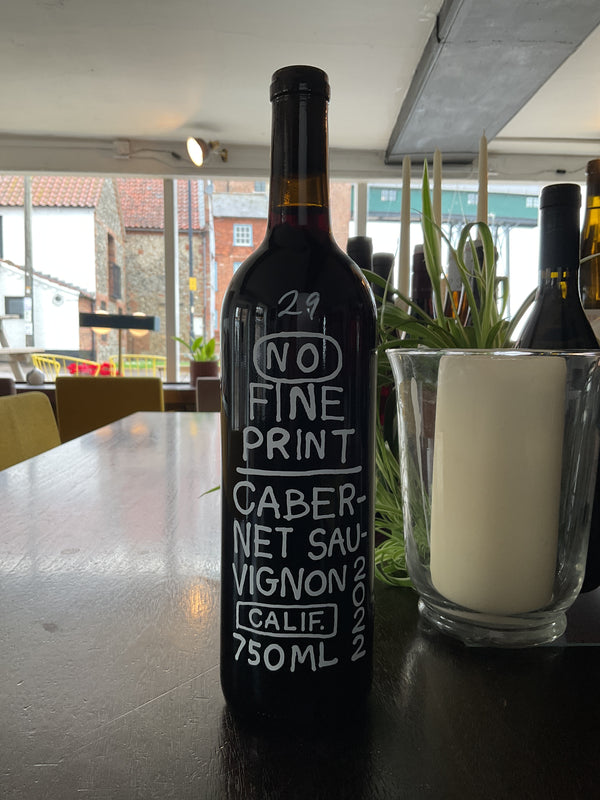 29
NO
FINE
PRINT
CABER-
NET SAU-
VIGNON
CALIF.
750ML
2022